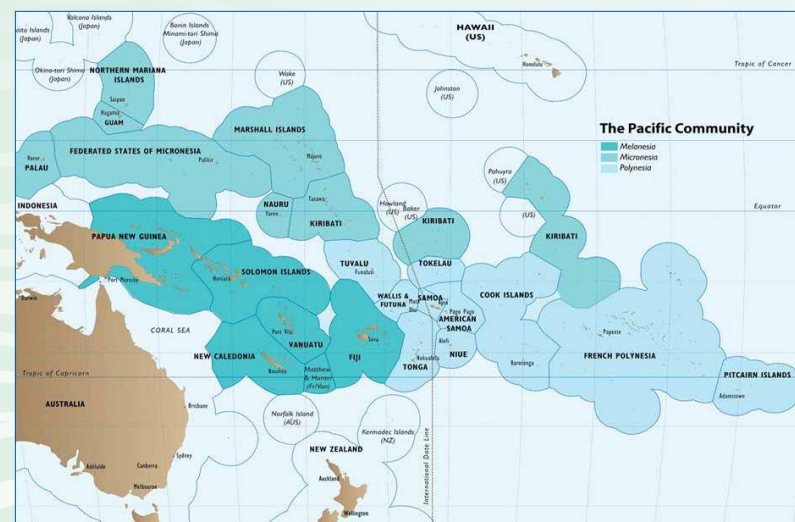 Volcano Islands
(Japan)
(Japan)
Bonin Islands
Minami-tori Shima
(Japan)
Okino-tori Shima
(Japan)
NORTHERN MARIANA
ISLANDS
Saipan
Hagatna
GUAM
Wake
(US)
HAWAII
(US)
Honolulu
Johnston
(US)
Tropic of Cancer
The Pacific Community
Melanesia
Micronesia
Polynesia
MARSHALL ISLANDS
Majuro
FEDERATED STATES OF MICRONESIA
Palikir
Koror
PALAU
Palmyra
(US)
(US)
INDONESIA
NAURU
Yaren
Tarawa
KIRIBATI
Howland
(US)
Baker
(US)
KIRIBATI
KIRIBATI
Equator
PAPUA NEW GUINEA
Port Moresby
SOLOMON ISLANDS
Honiara
TUVALU
Funafuti
TOKELAU
WALLIS &
FUTUNA
SAMOA
Apia
Pago Pago
AMERICAN
SAMOA
COOK ISLANDS
Rarotonga
Darwin
CORAL SEA
Port Vila
VANUATU
NEW CALEDONIA
Nouméa
Matthew
& Hunter
(Fr/Van)
FIJI
Suva
Nukualofa
TONGA
Alofi
NIUE
Papeete
FRENCH POLYNESIA
PITCAIRN ISLANDS
Adamstown
Tropic of Capricorn
AUSTRALIA
Brisbane
Norfolk Island
(AUS)
Kermadec Islands
(NZ)
International Date Line
NEW ZEALAND
Auckland
Wellington
Adelaide
Canberra
Sydney
Melbourne